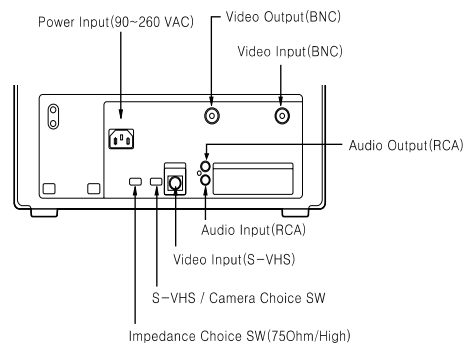 Video Output(BNC)
Power Input(90~260 VAC)
Video Input(BNC)
Audio Output(RCA)
Audio Input(RCA)
Video Input(S-VHS)
S-VHS / Camera Choice SW
Impedance Choice SW(75Ohm/High)